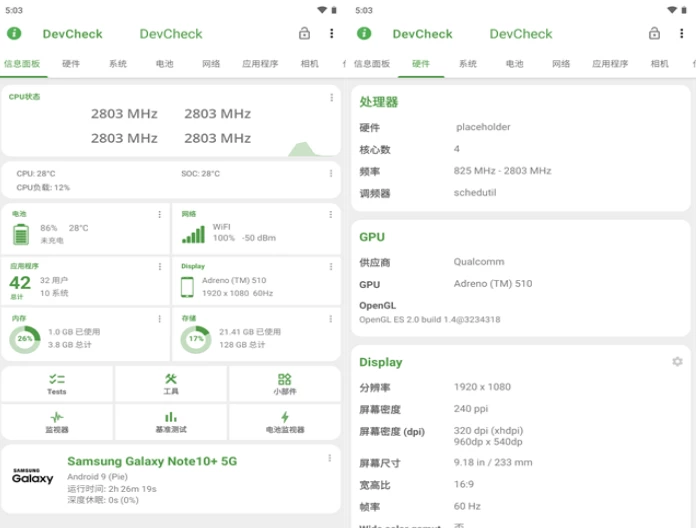 5:03
DevCheck DevCheck
信息面板 硬件 系统 电池 网络 应用程序 相机
CPU状态
2803 MHz 2803 MHz
2803 MHz 2803 MHz
CPU: 28°C SOC: 28°C
CPU负载: 12%
电池
86% 28°C
未充电
网络
WiFI
100% -50 dBm
应用程序
42
总计
32 用户
10 系统
Display
Adreno (TM) 510
1920 x 1080 60Hz
内存
26%
1.0 GB 已使用
3.8 GB 总计
存储
17%
21.41 GB 已使用
128 GB 总计
Tests 工具 小部件
监视器 基准测试 电池监视器
SAMSUNG
Galaxy
Samsung Galaxy Note10+ 5G
Android 9 (Pie)
运行时间: 2h 26m 19s
深度休眠: 0s (0%)
5:03
DevCheck DevCheck
信息面板 硬件 系统 电池 网络 应用程序 相机
处理器
硬件 placeholder
核心数 4
频率 825 MHz - 2803 MHz
调频器 schedutil
GPU
供应商 Qualcomm
GPU Adreno (TM) 510
OpenGL
OpenGL ES 2.0 build 1.4@3234318
Display
分辨率 1920 x 1080
屏幕密度 240 ppi
屏幕密度 (dpi) 320 dpi (xhdpi)
960dp x 540dp
屏幕尺寸 9.18 in / 233 mm
宽高比 16:9
帧率 60 Hz
Wide color gamut 否